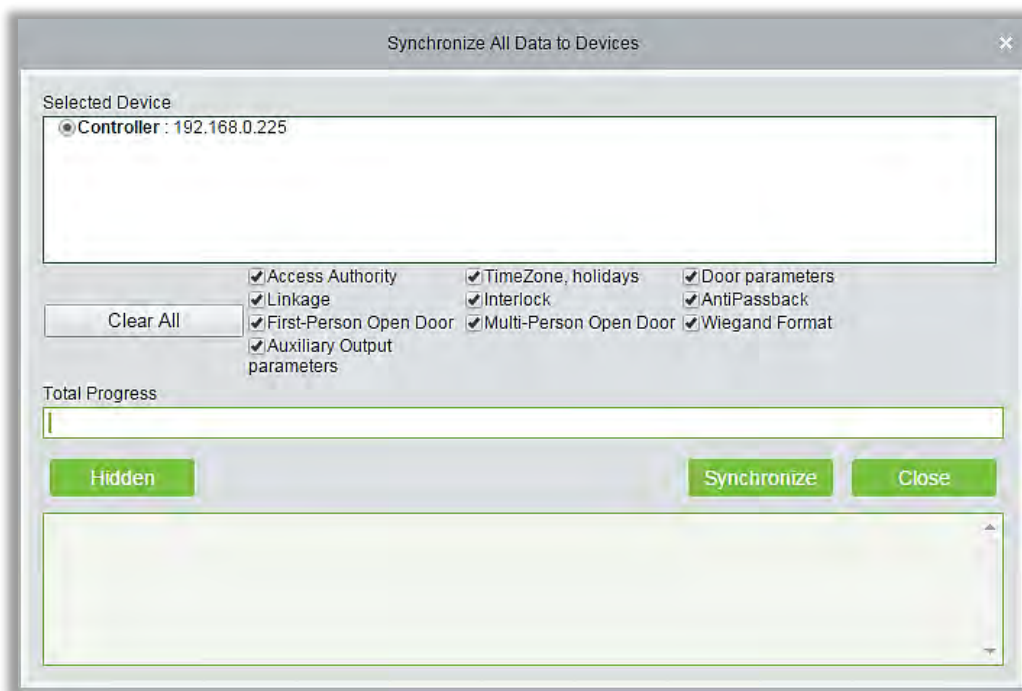 Synchronize All Data to Devices
Selected Device
Controller : 192.168.0.225
Clear All
Access Authority TimeZone, holidays Door parameters
Linkage Interlock AntiPassback
First-Person Open Door Multi-Person Open Door Wiegand Format
Auxiliary Output
parameters
Total Progress
Hidden Synchronize Close